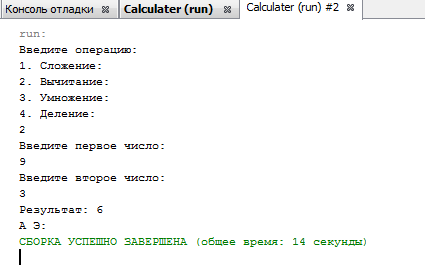 Консоль отладки Calculater (run) Calculater (run) #2
run:
Введите операцию:
1. Сложение:
2. Вычитание:
3. Умножение:
4. Деление:
2
Введите первое число:
9
Введите второе число:
3
Результат: 6
А Э:
СБОРКА УСПЕШНО ЗАВЕРШЕНА (общее время: 14 секунды)